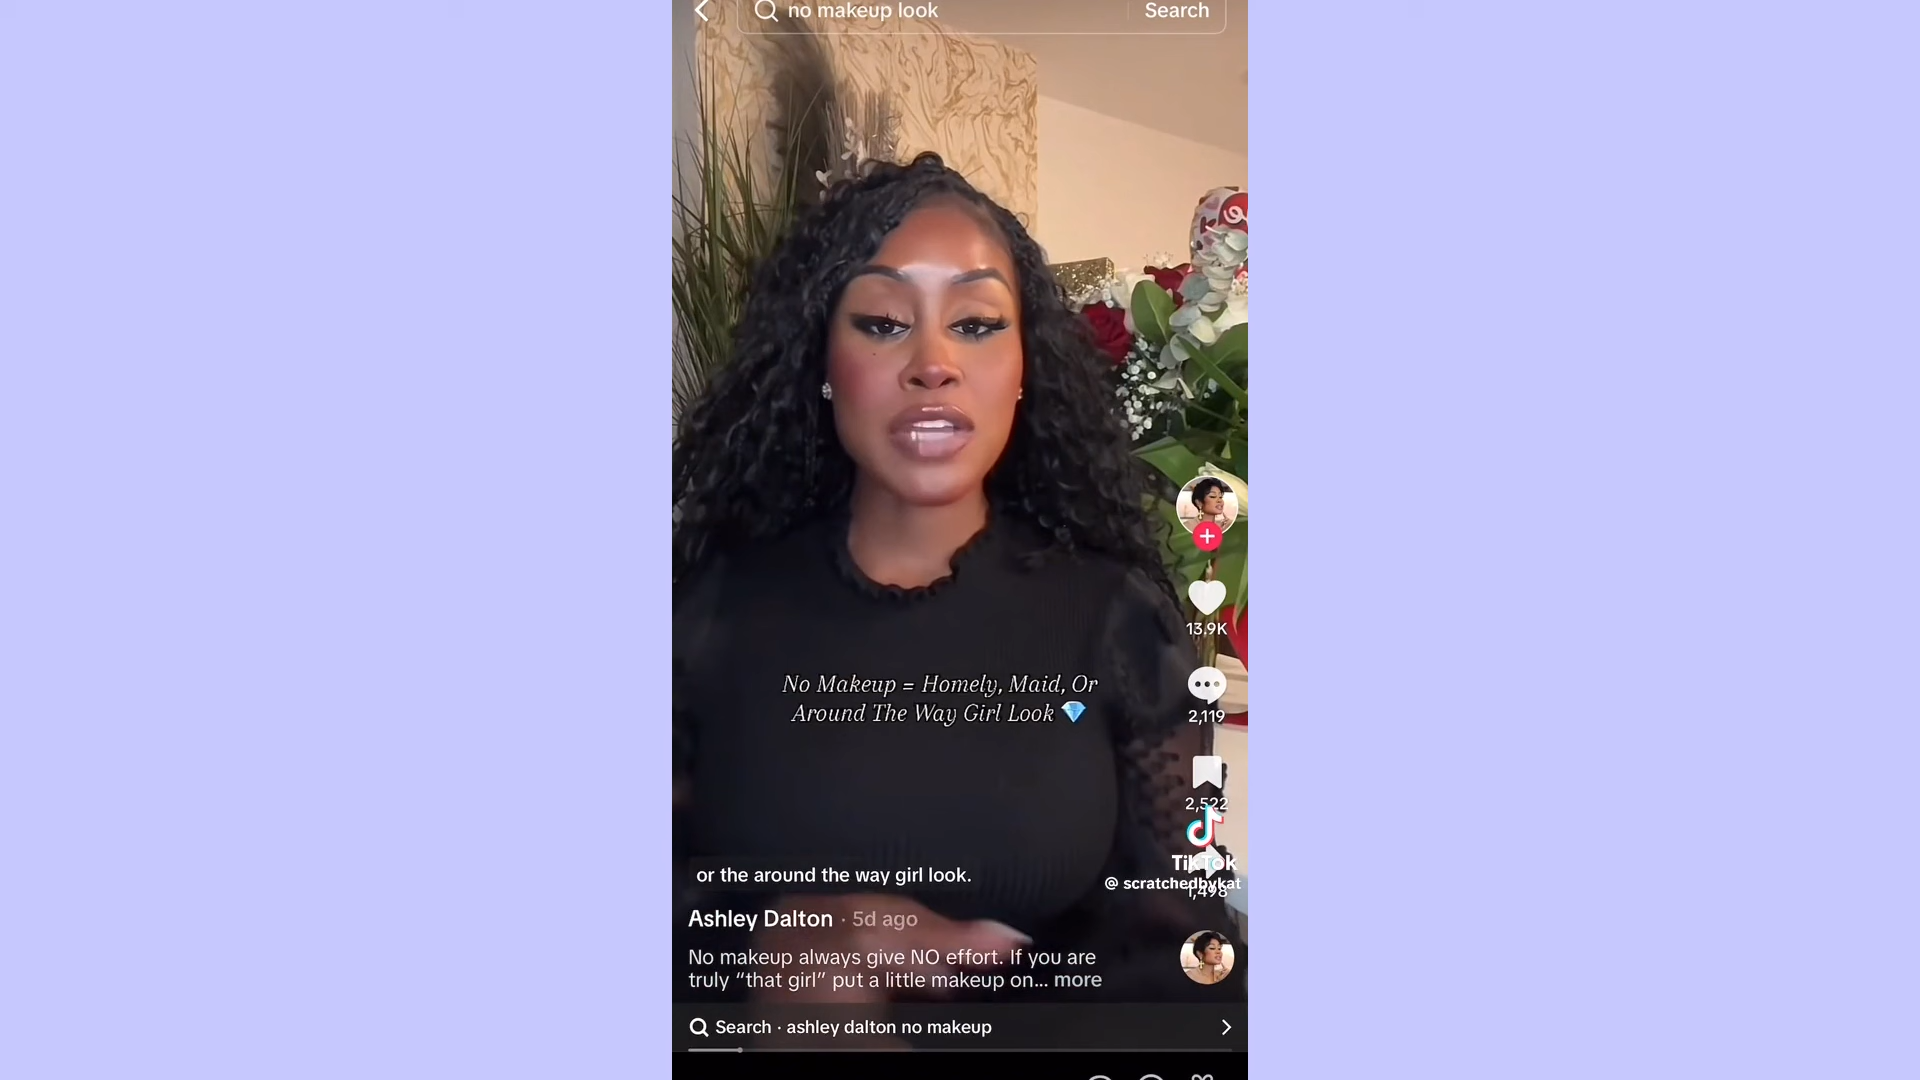 no makeup look
Search
13.9K
2,119
No Makeup = Homely, Maid, Or
Around The Way Girl Look
2,522
TikTok
@ scratchedbykat
1,498
or the around the way girl look.
Ashley Dalton · 5d ago
No makeup always give NO effort. If you are
truly “that girl” put a little makeup on... more
Search · ashley dalton no makeup